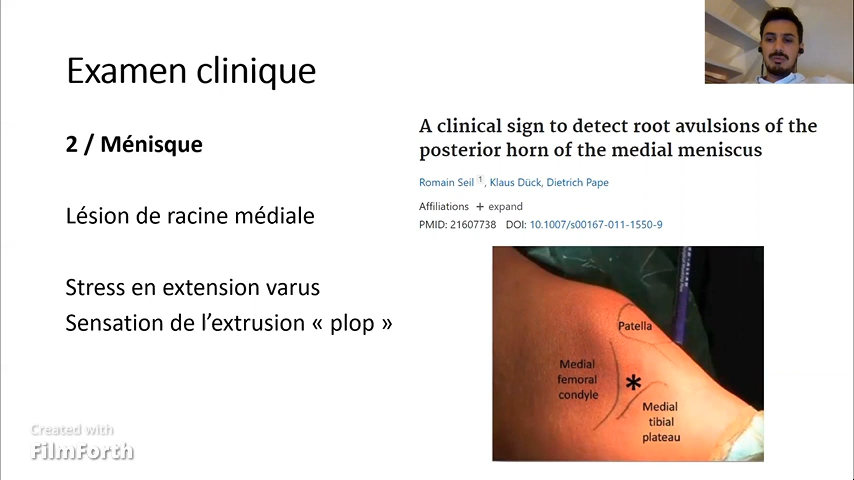 Examen clinique
2 / Ménisque
Lésion de racine médiale
Stress en extension varus
Sensation de l’extrusion « plop »
A clinical sign to detect root avulsions of the
posterior horn of the medial meniscus
Romain Seil 1, Klaus Dück, Dietrich Pape
Affiliations + expand
PMID: 21607738 DOI: 10.1007/s00167-011-1550-9
Patella
Medial
femoral
condyle
*
Medial
tibial
plateau
Created with
FilmForth